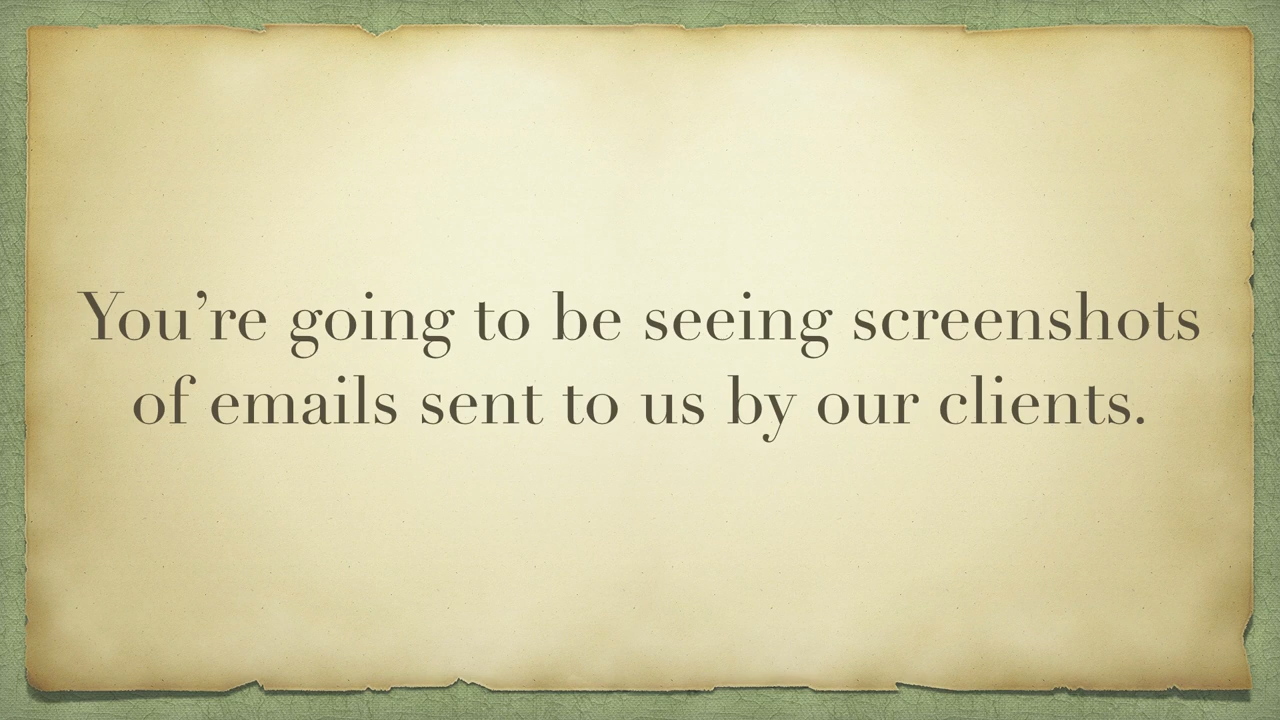 You’re going to be seeing screenshots
of emails sent to us by our clients.